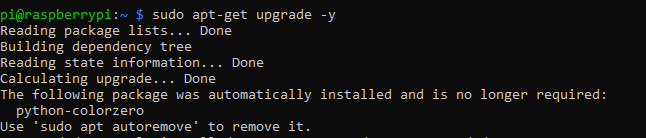 pi@raspberrypi:~ $ sudo apt-get upgrade -y
Reading package lists... Done
Building dependency tree
Reading state information... Done
Calculating upgrade... Done
The following package was automatically installed and is no longer required:
  python-colorzero
Use 'sudo apt autoremove' to remove it.